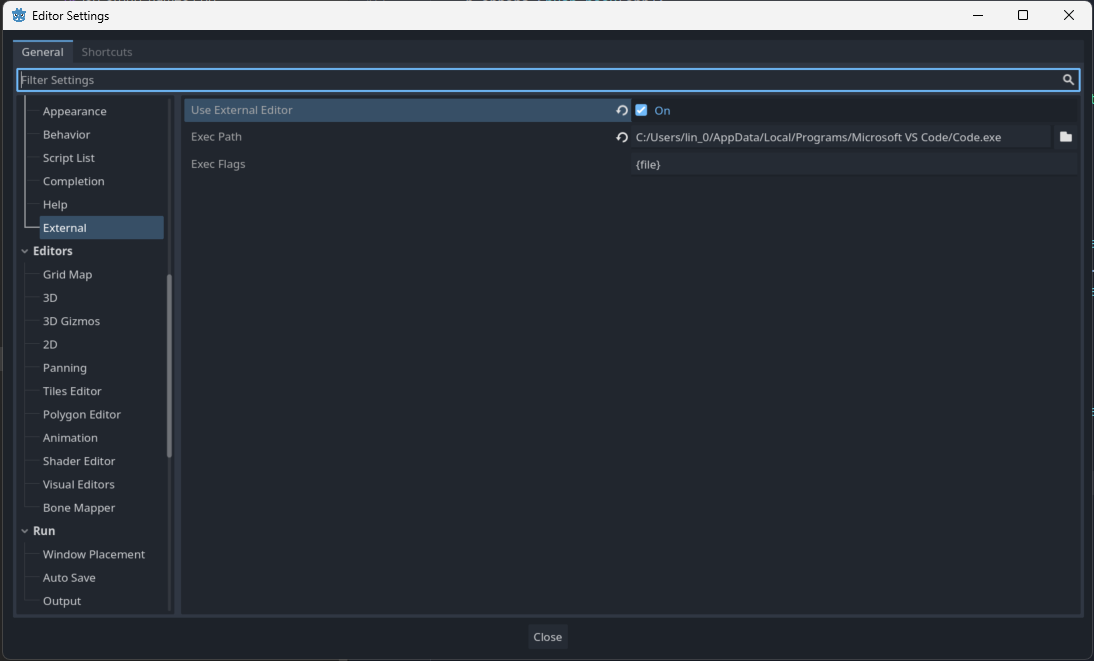 Editor Settings
General Shortcuts
Filter Settings
Appearance
Behavior
Script List
Completion
Help
External
Editors
Grid Map
3D
3D Gizmos
2D
Panning
Tiles Editor
Polygon Editor
Animation
Shader Editor
Visual Editors
Bone Mapper
Run
Window Placement
Auto Save
Output
Use External Editor On
Exec Path C:/Users/lin_0/AppData/Local/Programs/Microsoft VS Code/Code.exe
Exec Flags {file}
Close